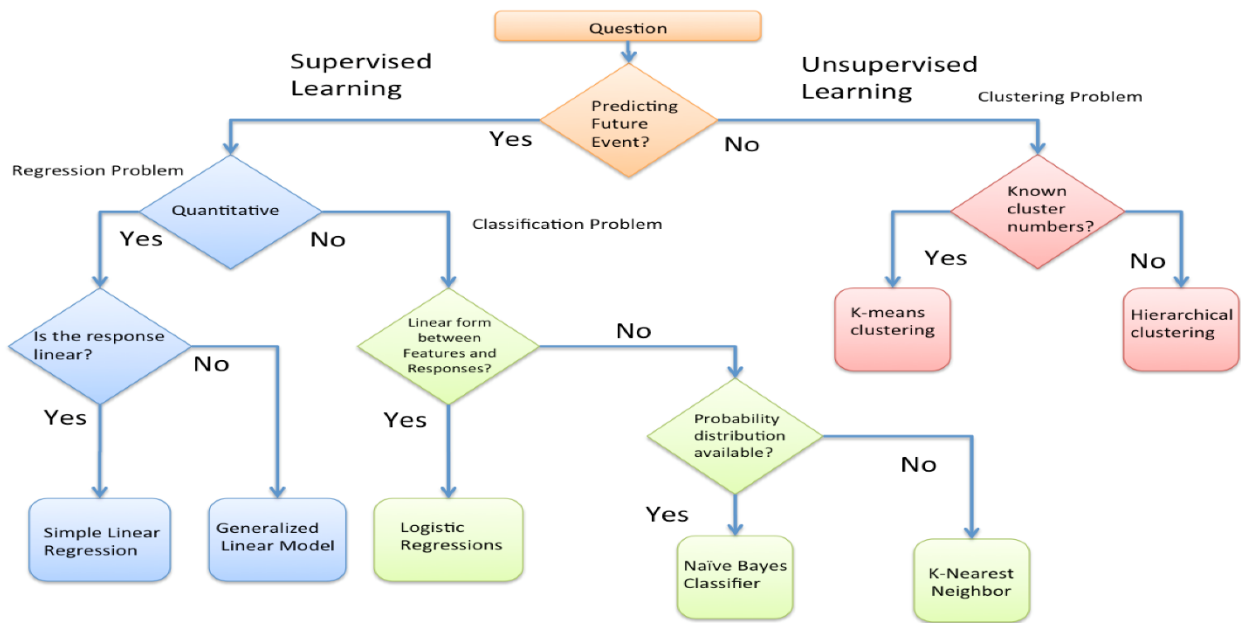 Question
Supervised
Learning
Unsupervised
Learning
Clustering Problem
Predicting
Future
Event?
Yes
No
Regression Problem
Quantitative
Yes
No
Classification Problem
Known
cluster
numbers?
Yes
No
K-means
clustering
Hierarchical
clustering
Is the response
linear?
No
Yes
Linear form
between
Features and
Responses?
No
Yes
Probability
distribution
available?
No
Yes
Simple Linear
Regression
Generalized
Linear Model
Logistic
Regressions
Naïve Bayes
Classifier
K-Nearest
Neighbor